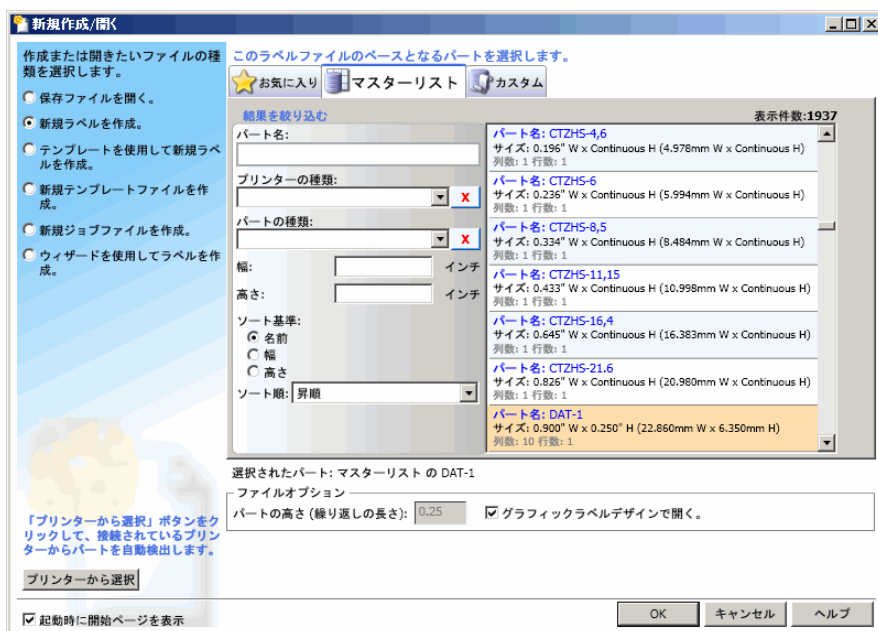 新規作成/開く
作成または開きたいファイルの種
類を選択します。
保存ファイルを開く。
新規ラベルを作成。
テンプレートを使用して新規ラベ
ルを作成。
新規テンプレートファイルを作
成。
新規ジョブファイルを作成。
ウィザードを使用してラベルを作
成。
「プリンターから選択」ボタンをク
リックして、接続されているプリン
ターからパートを自動検出します。
プリンターから選択
起動時に開始ページを表示
このラベルファイルのベースとなるパートを選択します。
お気に入り マスターリスト カスタム
結果を絞り込む
表示件数:1937
パート名:
プリンターの種類:
X
パートの種類:
X
幅: インチ
高さ: インチ
ソート基準:
名前
幅
高さ
ソート順: 昇順
パート名: CTZHS-4,6
サイズ: 0.196" W x Continuous H (4.978mm W x Continuous H)
列数: 1 行数: 1
パート名: CTZHS-6
サイズ: 0.236" W x Continuous H (5.994mm W x Continuous H)
列数: 1 行数: 1
パート名: CTZHS-8,5
サイズ: 0.334" W x Continuous H (8.484mm W x Continuous H)
列数: 1 行数: 1
パート名: CTZHS-11,15
サイズ: 0.433" W x Continuous H (10.998mm W x Continuous H)
列数: 1 行数: 1
パート名: CTZHS-16,4
サイズ: 0.645" W x Continuous H (16.383mm W x Continuous H)
列数: 1 行数: 1
パート名: CTZHS-21.6
サイズ: 0.826" W x Continuous H (20.980mm W x Continuous H)
列数: 1 行数: 1
パート名: DAT-1
サイズ: 0.900" W x 0.250" H (22.860mm W x 6.350mm H)
列数: 10 行数: 1
選択されたパート: マスターリスト の DAT-1
ファイルオプション
パートの高さ (繰り返しの長さ): 0.25 グラフィックラベルデザインで開く。
OK キャンセル ヘルプ